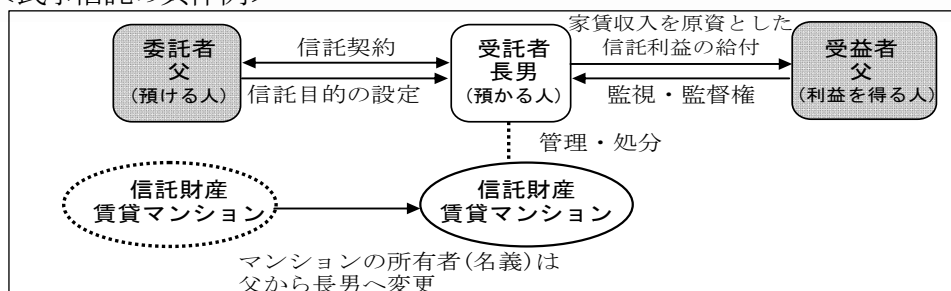 委託者
父
(預ける人)
信託契約
信託目的の設定
受託者
長男
(預かる人)
家賃収入を原資とした
信託利益の給付
監視・監督権
受益者
父
(利益を得る人)
管理・処分
信託財産
賃貸マンション
信託財産
賃貸マンション
マンションの所有者(名義)は
父から長男へ変更